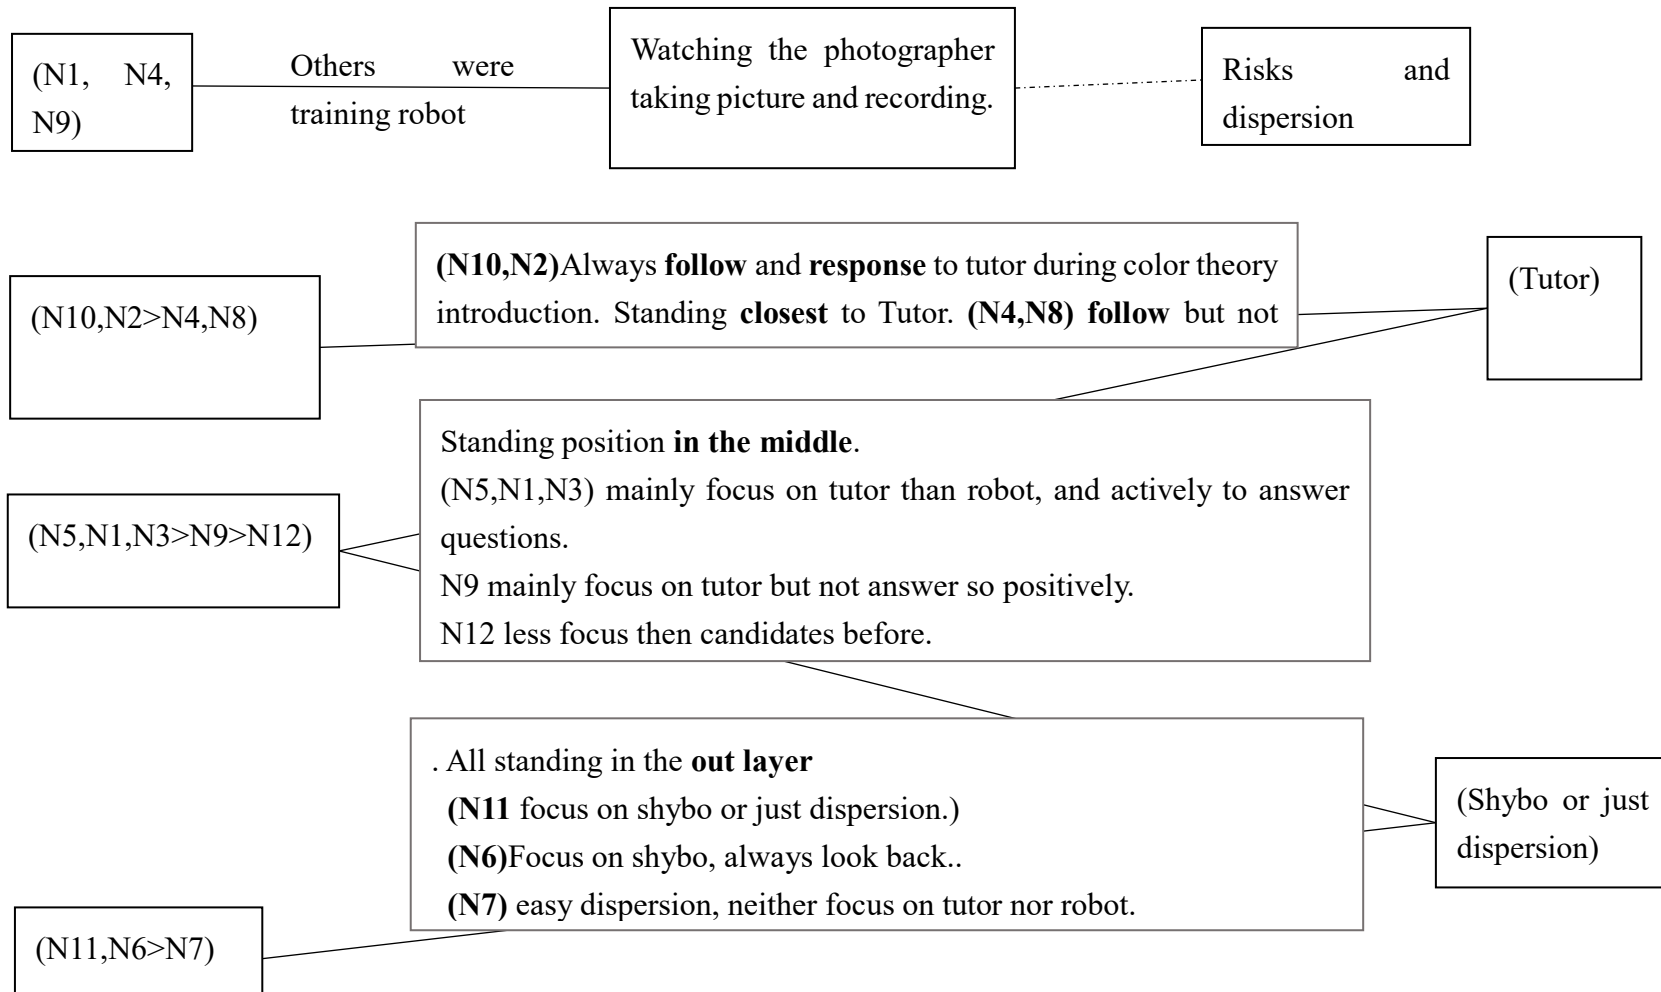 (N1, N4,
N9)
Others were
training robot
Watching the photographer
taking picture and recording.
Risks and
dispersion
(N10,N2>N4,N8)
(N10,N2)Always follow and response to tutor during color theory
introduction. Standing closest to Tutor. (N4,N8) follow but not
(Tutor)
(N5,N1,N3>N9>N12)
Standing position in the middle.
(N5,N1,N3) mainly focus on tutor than robot, and actively to answer
questions.
N9 mainly focus on tutor but not answer so positively.
N12 less focus then candidates before.
. All standing in the out layer
(N11 focus on shybo or just dispersion.)
(N6)Focus on shybo, always look back..
(N7) easy dispersion, neither focus on tutor nor robot.
(Shybo or just
dispersion)
(N11,N6>N7)